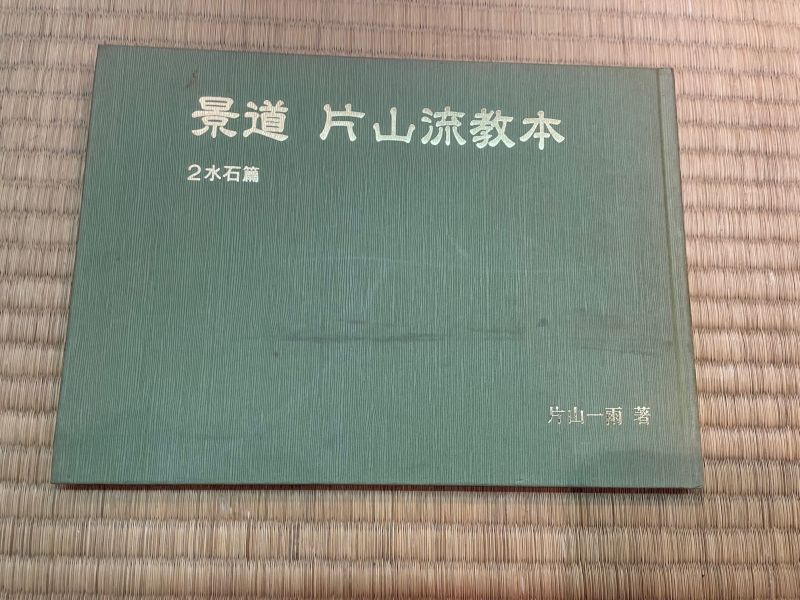 景道 片山流教本
2水石篇
片山一雨 著